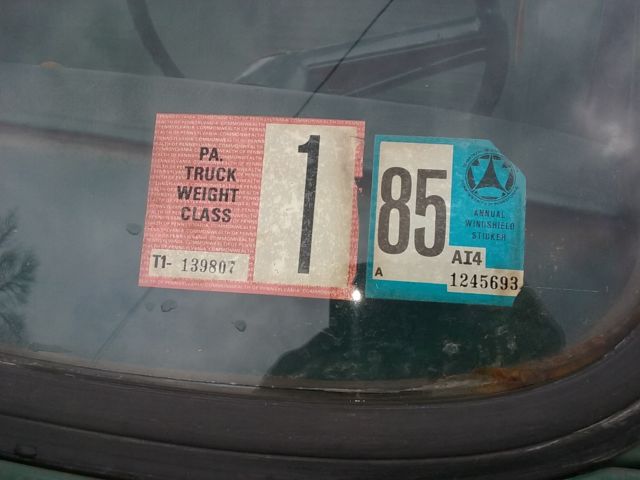 PA.
TRUCK
WEIGHT
CLASS
1
T1- 139807
85
ANNUAL
WINDSHIELD
STICKER
A
AI4
1245693